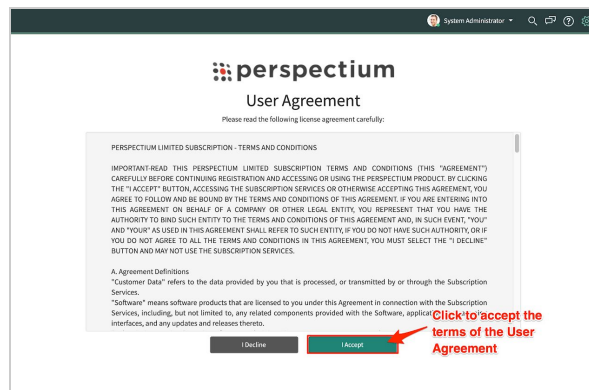 System Administrator
perspectium
User Agreement
Please read the following license agreement carefully:
PERSPECTIUM LIMITED SUBSCRIPTION - TERMS AND CONDITIONS
IMPORTANT-READ THIS PERSPECTIUM LIMITED SUBSCRIPTION TERMS AND CONDITIONS (THIS "AGREEMENT")
CAREFULLY BEFORE CONTINUING REGISTRATION AND ACCESSING OR USING THE PERSPECTIUM PRODUCT. BY CLICKING
THE "I ACCEPT" BUTTON, ACCESSING THE SUBSCRIPTION SERVICES OR OTHERWISE ACCEPTING THIS AGREEMENT, YOU
AGREE TO FOLLOW AND BE BOUND BY THE TERMS AND CONDITIONS OF THIS AGREEMENT. IF YOU ARE ENTERING INTO
THIS AGREEMENT ON BEHALF OF A COMPANY OR OTHER LEGAL ENTITY, YOU REPRESENT THAT YOU HAVE THE
AUTHORITY TO BIND SUCH ENTITY TO THE TERMS AND CONDITIONS OF THIS AGREEMENT AND, IN SUCH EVENT, "YOU"
AND "YOUR" AS USED IN THIS AGREEMENT SHALL REFER TO SUCH ENTITY, IF YOU DO NOT HAVE SUCH AUTHORITY, OR IF
YOU DO NOT AGREE TO ALL THE TERMS AND CONDITIONS IN THIS AGREEMENT, YOU MUST SELECT THE "I DECLINE"
BUTTON AND MAY NOT USE THE SUBSCRIPTION SERVICES.
A. Agreement Definitions
"Customer Data" refers to the data provided by you that is processed, or transmitted by or through the Subscription
Services.
"Software" means software products that are licensed to you under this Agreement in connection with the Subscription
Services, including, but not limited to, any related components provided with the Software,
interfaces, and any updates and releases thereto.
I Decline
I Accept
Click to accept the
terms of the User
Agreement